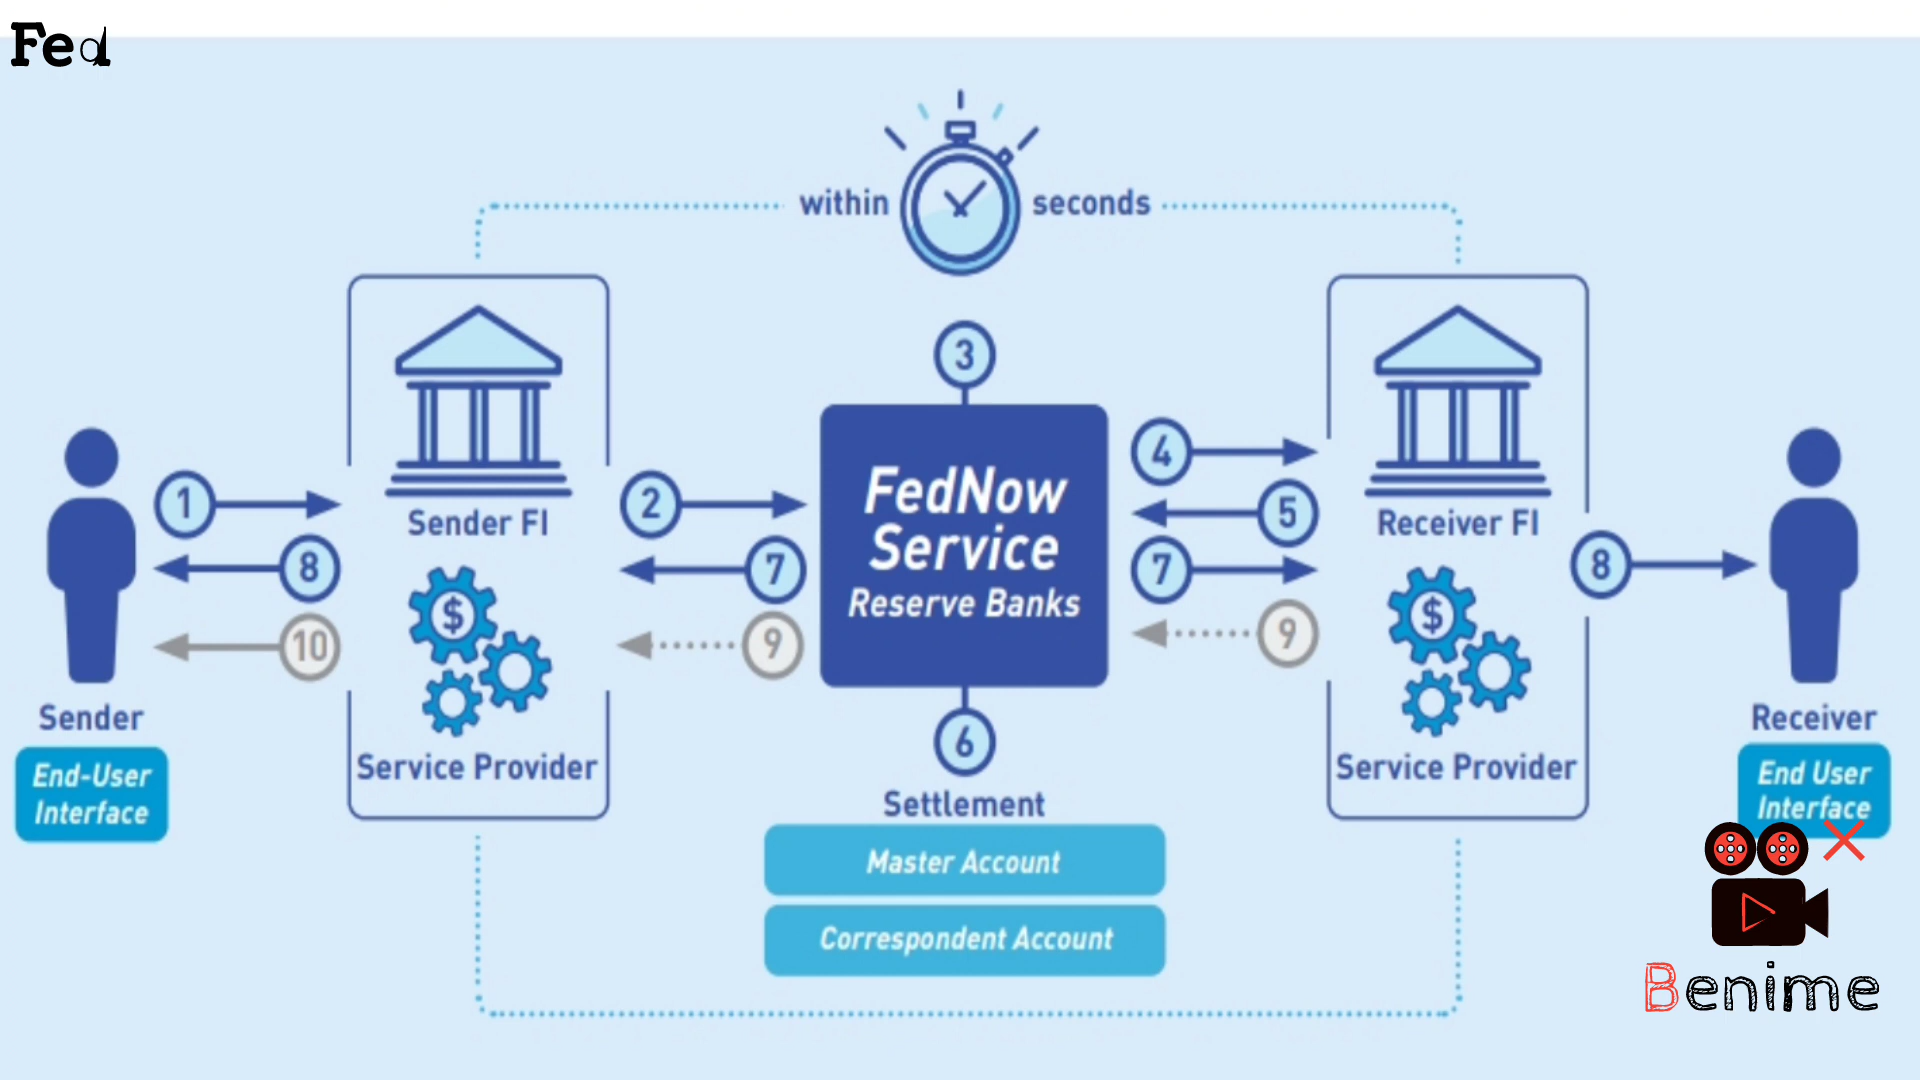 Fed
within
seconds
3
1
8
10
Sender
End-User
Interface
Sender FI
$
Service Provider
2
7
9
FedNow
Service
Reserve Banks
6
Settlement
Master Account
Correspondent Account
4
5
7
9
Receiver FI
$
Service Provider
8
Receiver
End User
Interface
Benime